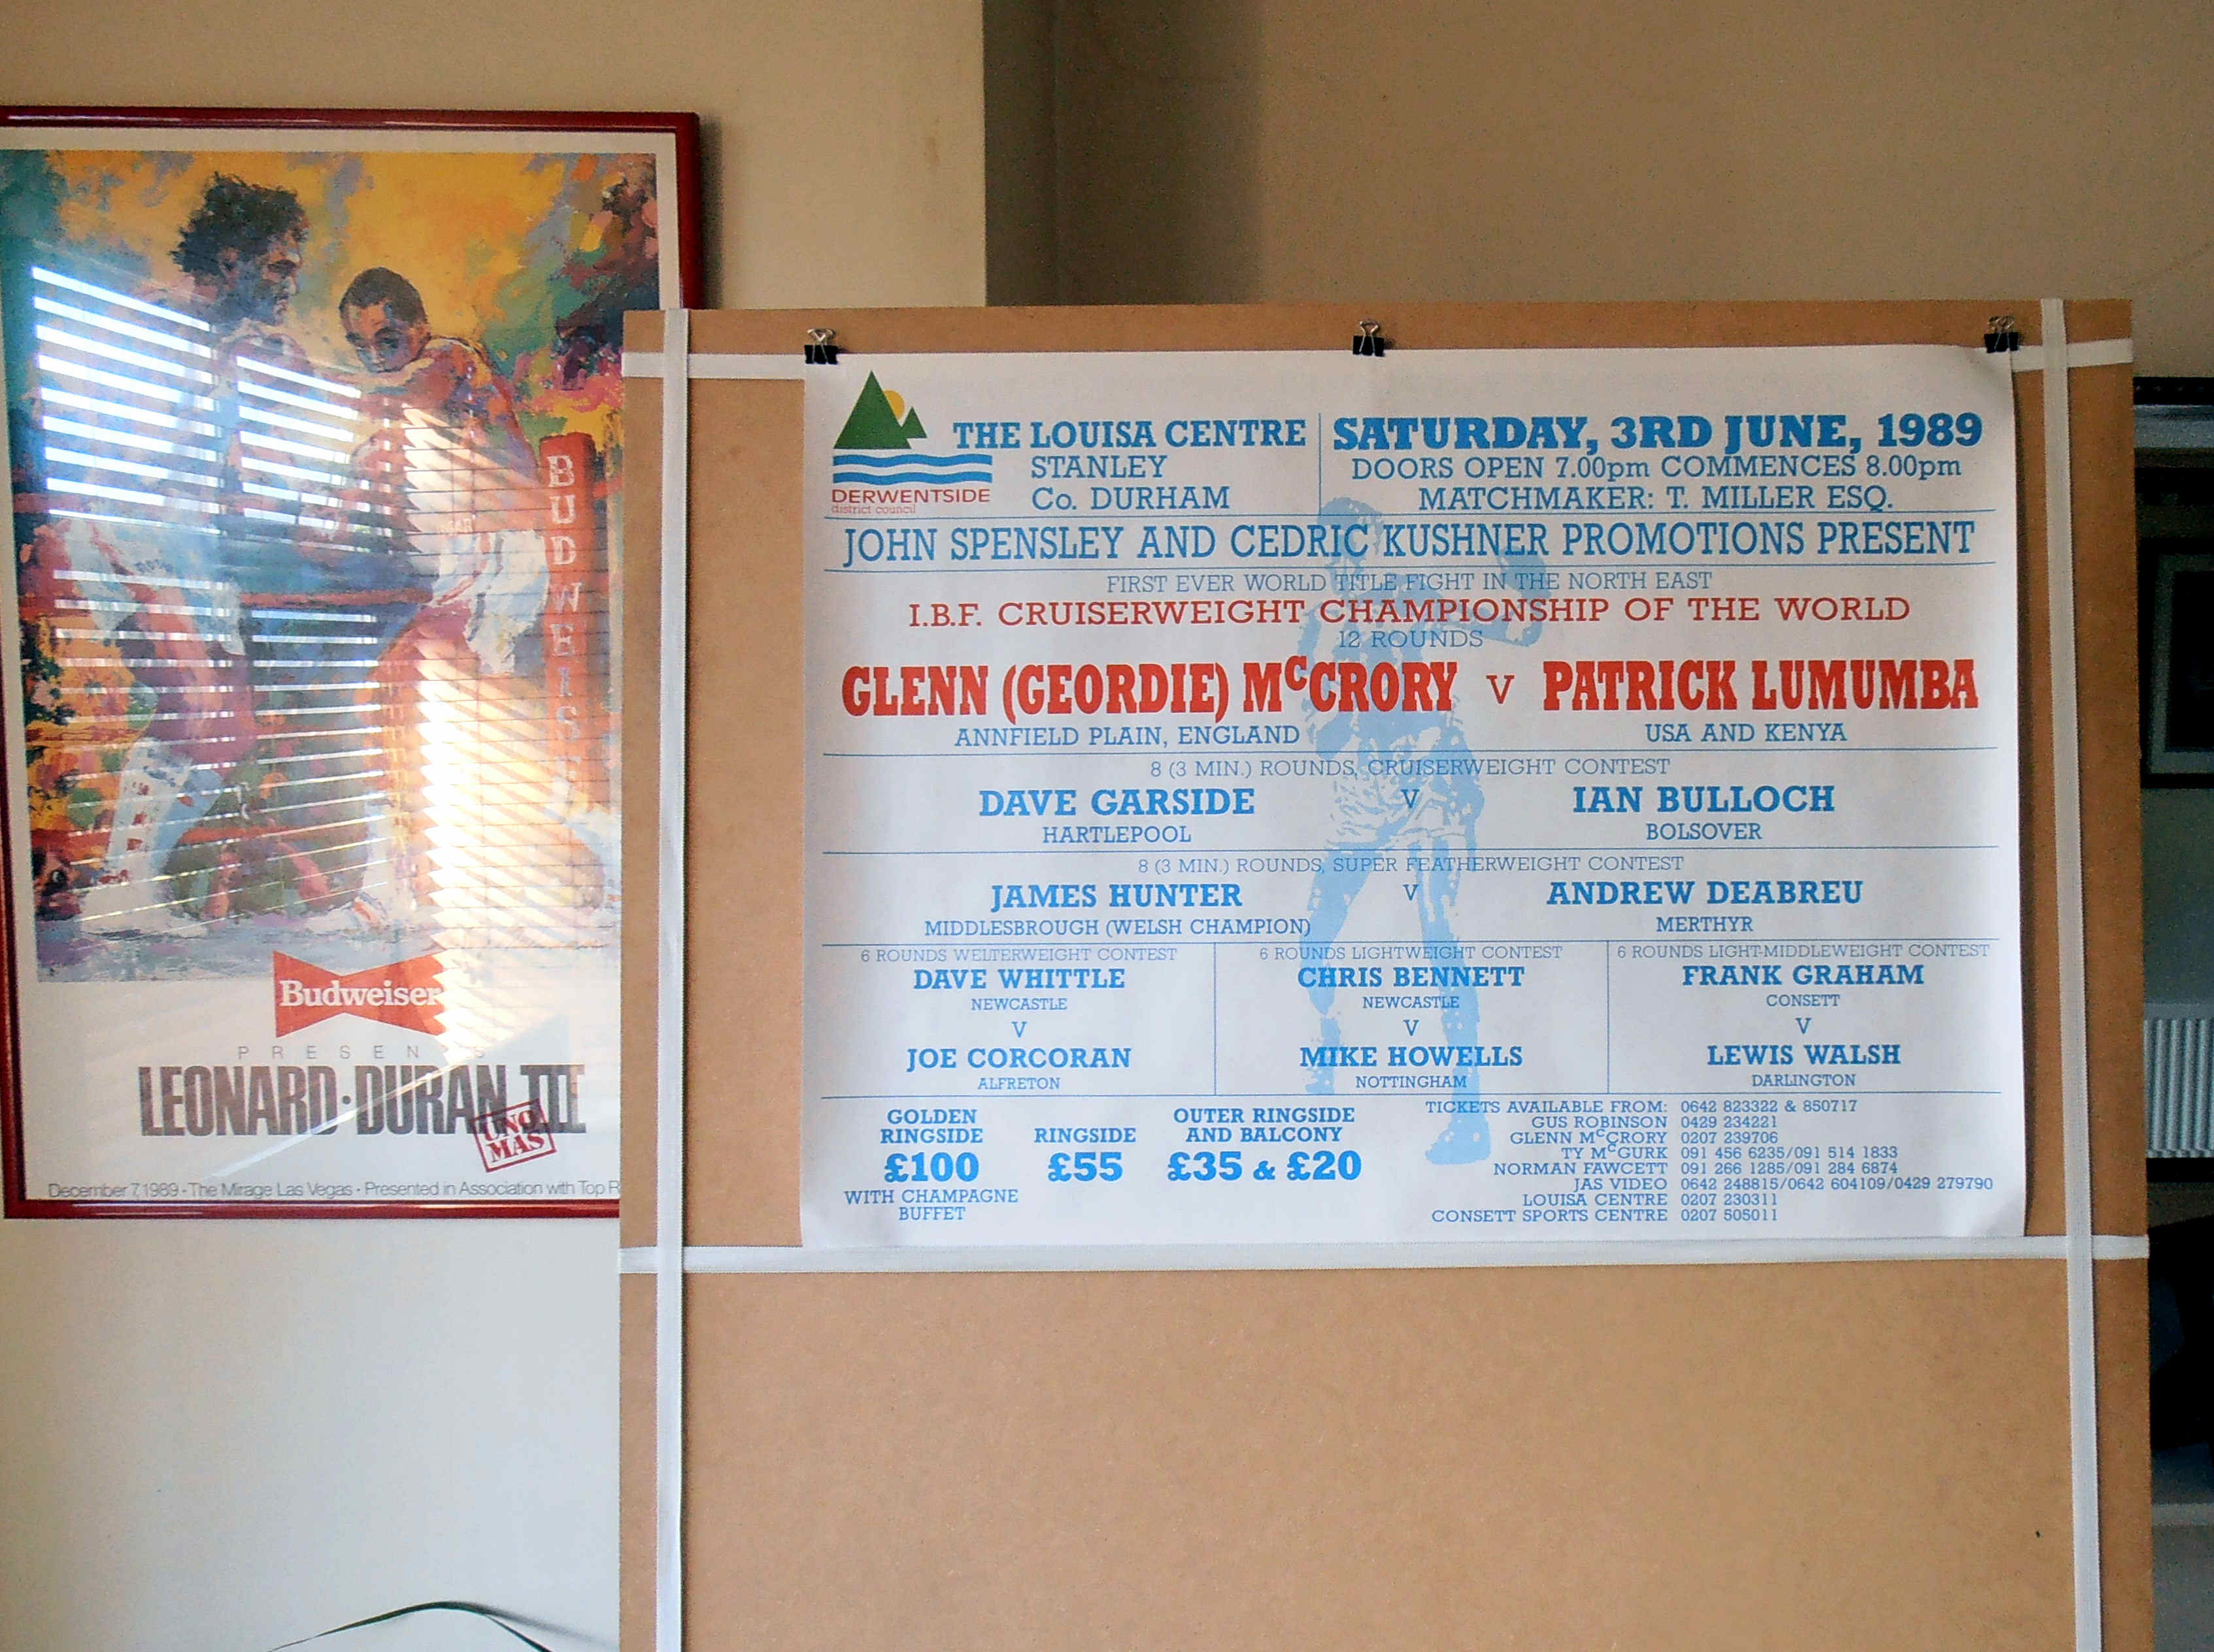 BUDWEISE
Budweiser
PRESENTS
LEONARD·DURAN III
UNO
MAS
December 7, 1989 - The Mirage Las Vegas - Presented in Association with Top R
DERWENTSIDE
district council
THE LOUISA CENTRE
STANLEY
Co. DURHAM
SATURDAY, 3RD JUNE, 1989
DOORS OPEN 7.00pm COMMENCES 8.00pm
MATCHMAKER: T. MILLER ESQ.
JOHN SPENSLEY AND CEDRIC KUSHNER PROMOTIONS PRESENT
FIRST EVER WORLD TITLE FIGHT IN THE NORTH EAST
I.B.F. CRUISERWEIGHT CHAMPIONSHIP OF THE WORLD
12 ROUNDS
GLENN (GEORDIE) McCRORY v PATRICK LUMUMBA
ANNFIELD PLAIN, ENGLAND USA AND KENYA
8 (3 MIN.) ROUNDS, CRUISERWEIGHT CONTEST
DAVE GARSIDE V IAN BULLOCH
HARTLEPOOL BOLSOVER
8 (3 MIN.) ROUNDS, SUPER FEATHERWEIGHT CONTEST
JAMES HUNTER V ANDREW DEABREU
MIDDLESBROUGH (WELSH CHAMPION) MERTHYR
6 ROUNDS WELTERWEIGHT CONTEST
DAVE WHITTLE
NEWCASTLE
V
JOE CORCORAN
ALFRETON
6 ROUNDS LIGHTWEIGHT CONTEST
CHRIS BENNETT
NEWCASTLE
V
MIKE HOWELLS
NOTTINGHAM
6 ROUNDS LIGHT-MIDDLEWEIGHT CONTEST
FRANK GRAHAM
CONSETT
V
LEWIS WALSH
DARLINGTON
GOLDEN
RINGSIDE
£100
WITH CHAMPAGNE
BUFFET
RINGSIDE
£55
OUTER RINGSIDE
AND BALCONY
£35 & £20
TICKETS AVAILABLE FROM: 0642 823322 & 850717
GUS ROBINSON 0429 234221
GLENN McCRORY 0207 239706
TY McGURK 091 456 6235/091 514 1833
NORMAN FAWCETT 091 266 1285/091 284 6874
JAS VIDEO 0642 248815/0642 604109/0429 279790
LOUISA CENTRE 0207 230311
CONSETT SPORTS CENTRE 0207 505011